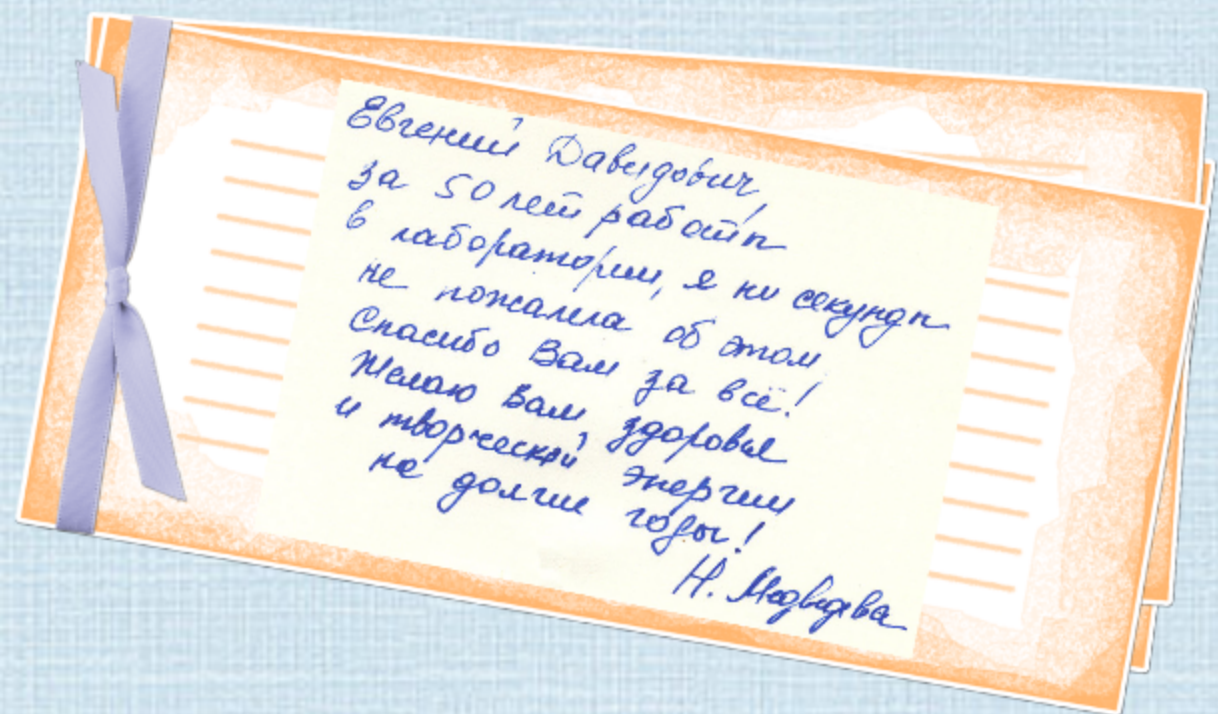 Евгений Давидович,
за 50 лет работы
в лаборатории, я ни секунды
не пожалела об этом.
Спасибо Вам за всё!
Желаю Вам, здоровья
и творческой энергии
на долгие годы!
Н. Медведева